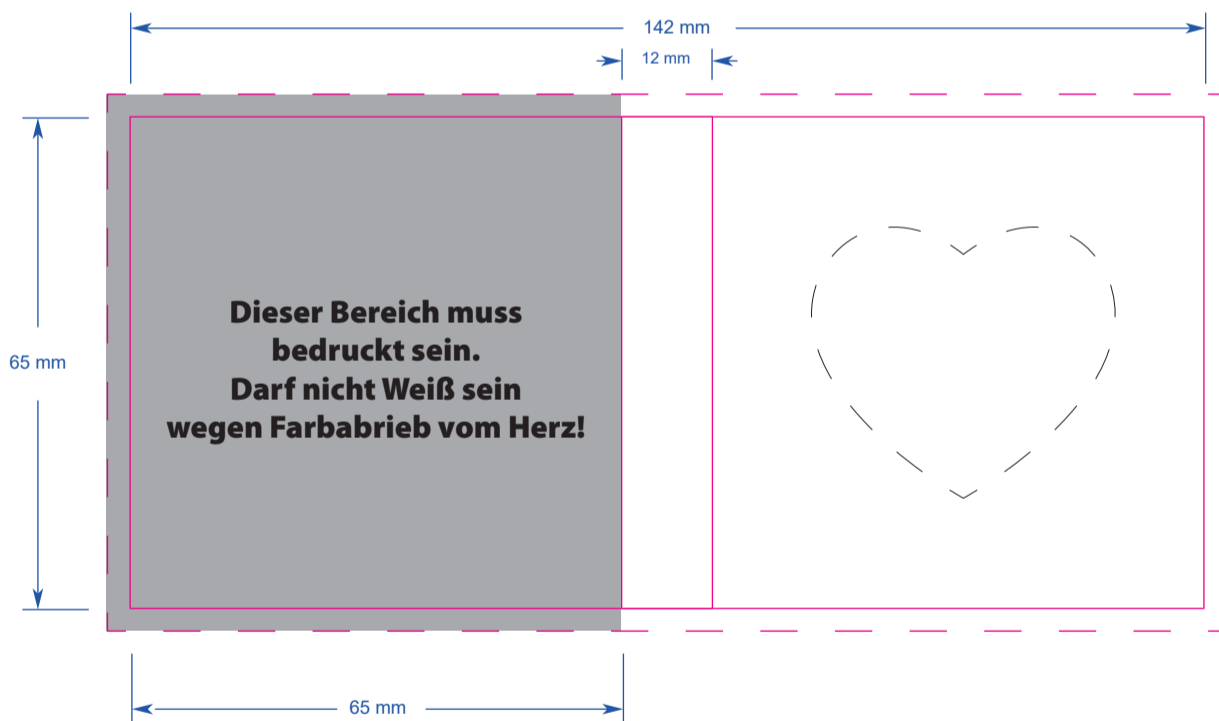 142 mm
12 mm
Dieser Bereich muss
bedruckt sein.
Darf nicht Weiß sein
wegen Farbabrieb vom Herz!
65 mm
65 mm